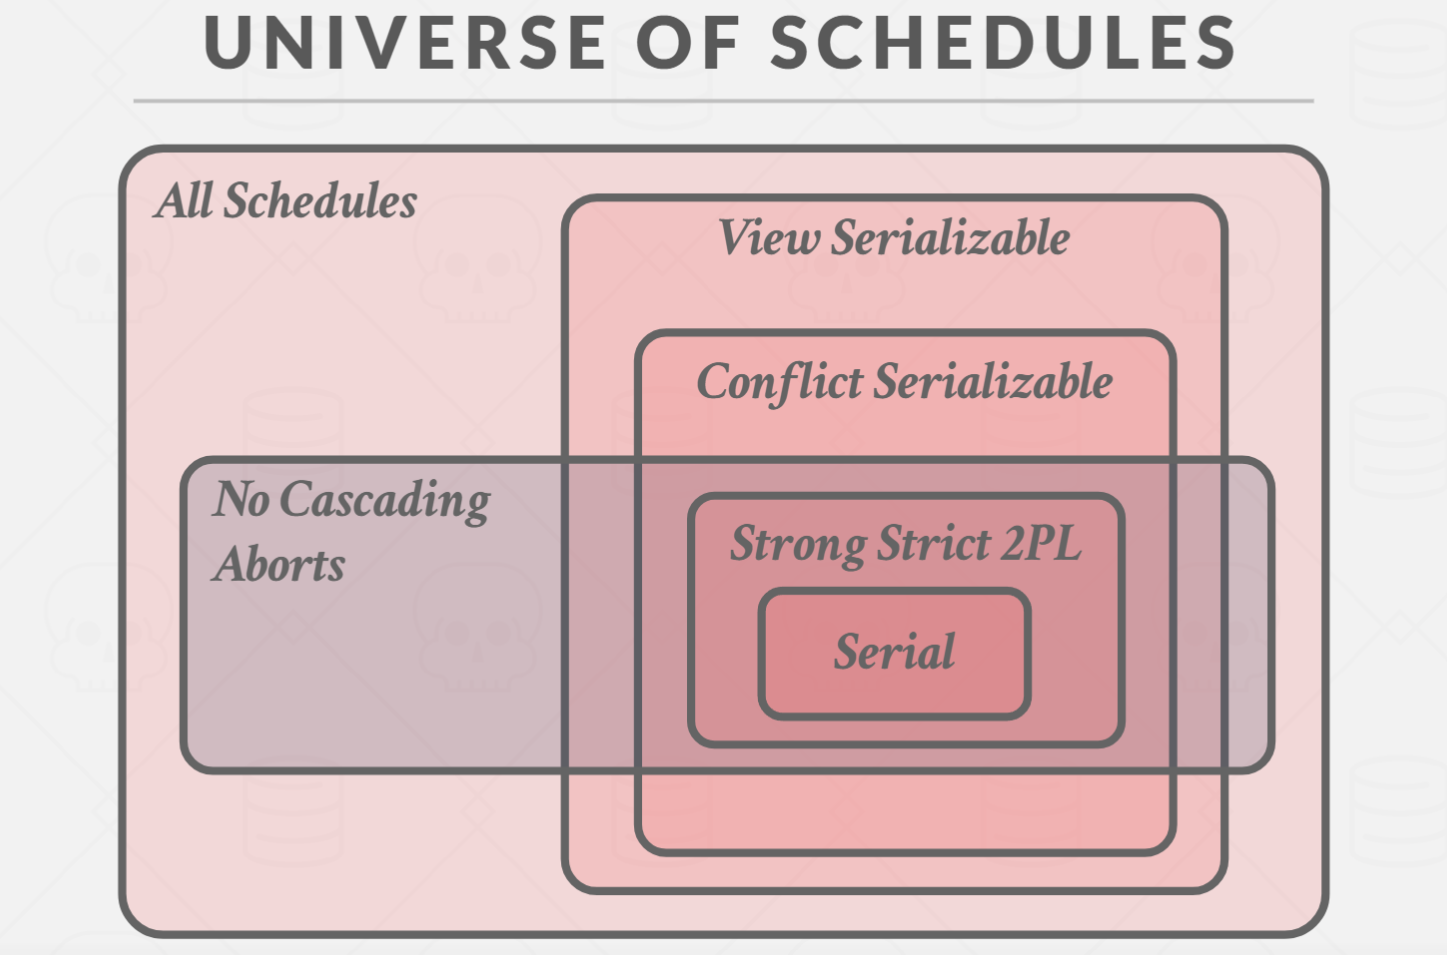 UNIVERSE OF SCHEDULES
All Schedules
View Serializable
Conflict Serializable
No Cascading
Aborts
Strong Strict 2PL
Serial